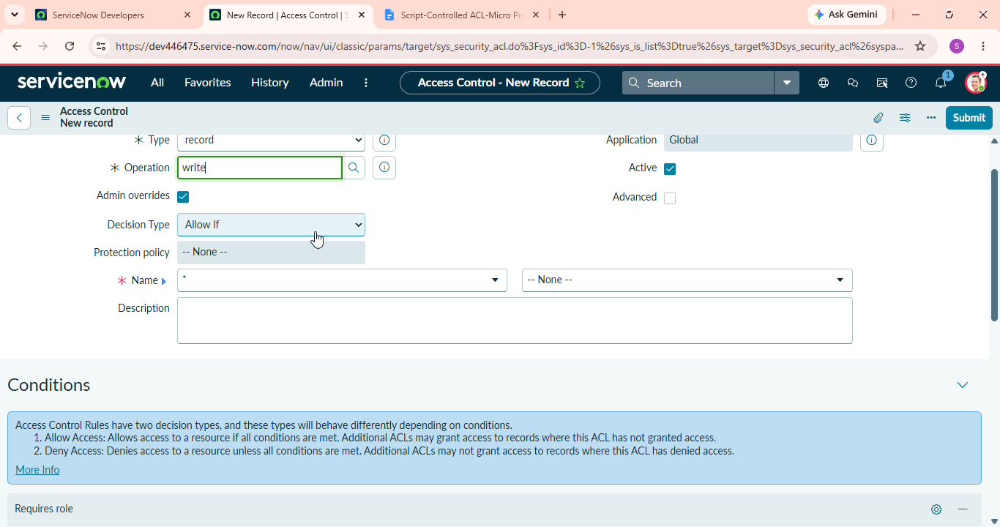 ServiceNow Developers
New Record | Access Control | S
Script-Controlled ACL-Micro Pr
Ask Gemini
https://dev446475.service-now.com/now/nav/ui/classic/params/target/sys_security_acl.do%3Fsys_id%3D-1%26sys_is_list%3Dtrue%26sys_target%3Dsys_security_acl%26syspa...
S
servicenow
All
Favorites
History
Admin
Access Control - New Record
Search
1
Access Control
New record
Submit
* Type
record
Application
Global
* Operation
write
Active
Admin overrides
Advanced
Decision Type
Allow If
Protection policy
-- None --
* Name
*
-- None --
Description
Conditions
Access Control Rules have two decision types, and these types will behave differently depending on conditions.
1. Allow Access: Allows access to a resource if all conditions are met. Additional ACLs may grant access to records where this ACL has not granted access.
2. Deny Access: Denies access to a resource unless all conditions are met. Additional ACLs may not grant access to records where this ACL has denied access.
More Info
Requires role